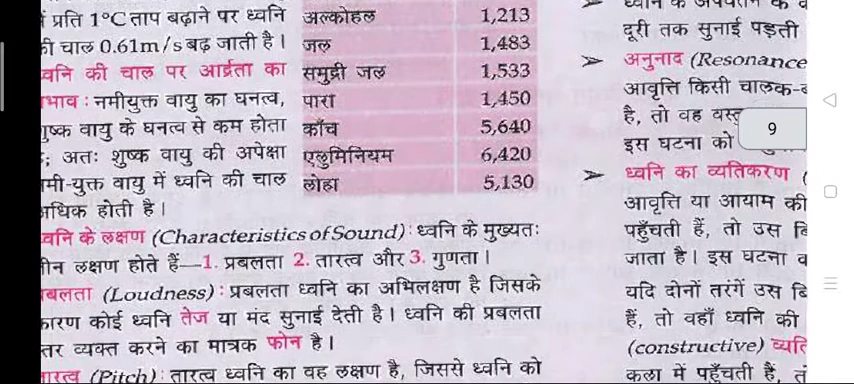 में प्रति 1°C ताप बढ़ाने पर ध्वनि
की चाल 0.61m/s बढ़ जाती है।
ध्वनि की चाल पर आर्द्रता का
प्रभाव : नमीयुक्त वायु का घनत्व,
शुष्क वायु के घनत्व से कम होता
है; अतः शुष्क वायु की अपेक्षा
नमी-युक्त वायु में ध्वनि की चाल
अधिक होती है।
अल्कोहल 1,213
जल 1,483
समुद्री जल 1,533
पारा 1,450
काँच 5,640
एलुमिनियम 6,420
लोहा 5,130
ध्वनि के लक्षण (Characteristics of Sound) : ध्वनि के मुख्यतः
तीन लक्षण होते हैं—1. प्रबलता 2. तारत्व और 3. गुणता।
प्रबलता (Loudness) : प्रबलता ध्वनि का अभिलक्षण है जिसके
कारण कोई ध्वनि तेज या मंद सुनाई देती है। ध्वनि की प्रबलता
स्तर व्यक्त करने का मात्रक फोन है।
तारत्व (Pitch) : तारत्व ध्वनि का वह लक्षण है, जिससे ध्वनि को
➢ ध्वनि के अपवर्तन के
दूरी तक सुनाई पड़ती
➢ अनुनाद (Resonance
आवृत्ति किसी चालक-
है, तो वह
इस घटना को
9
➢ ध्वनि का व्यतिकरण (
आवृत्ति या आयाम की
पहुँचती हैं, तो उस
जाता है। इस घटना
यदि दोनों तरंगें उस
हैं, तो वहाँ ध्वनि की
(constructive)
कला में पहुँचती हैं,